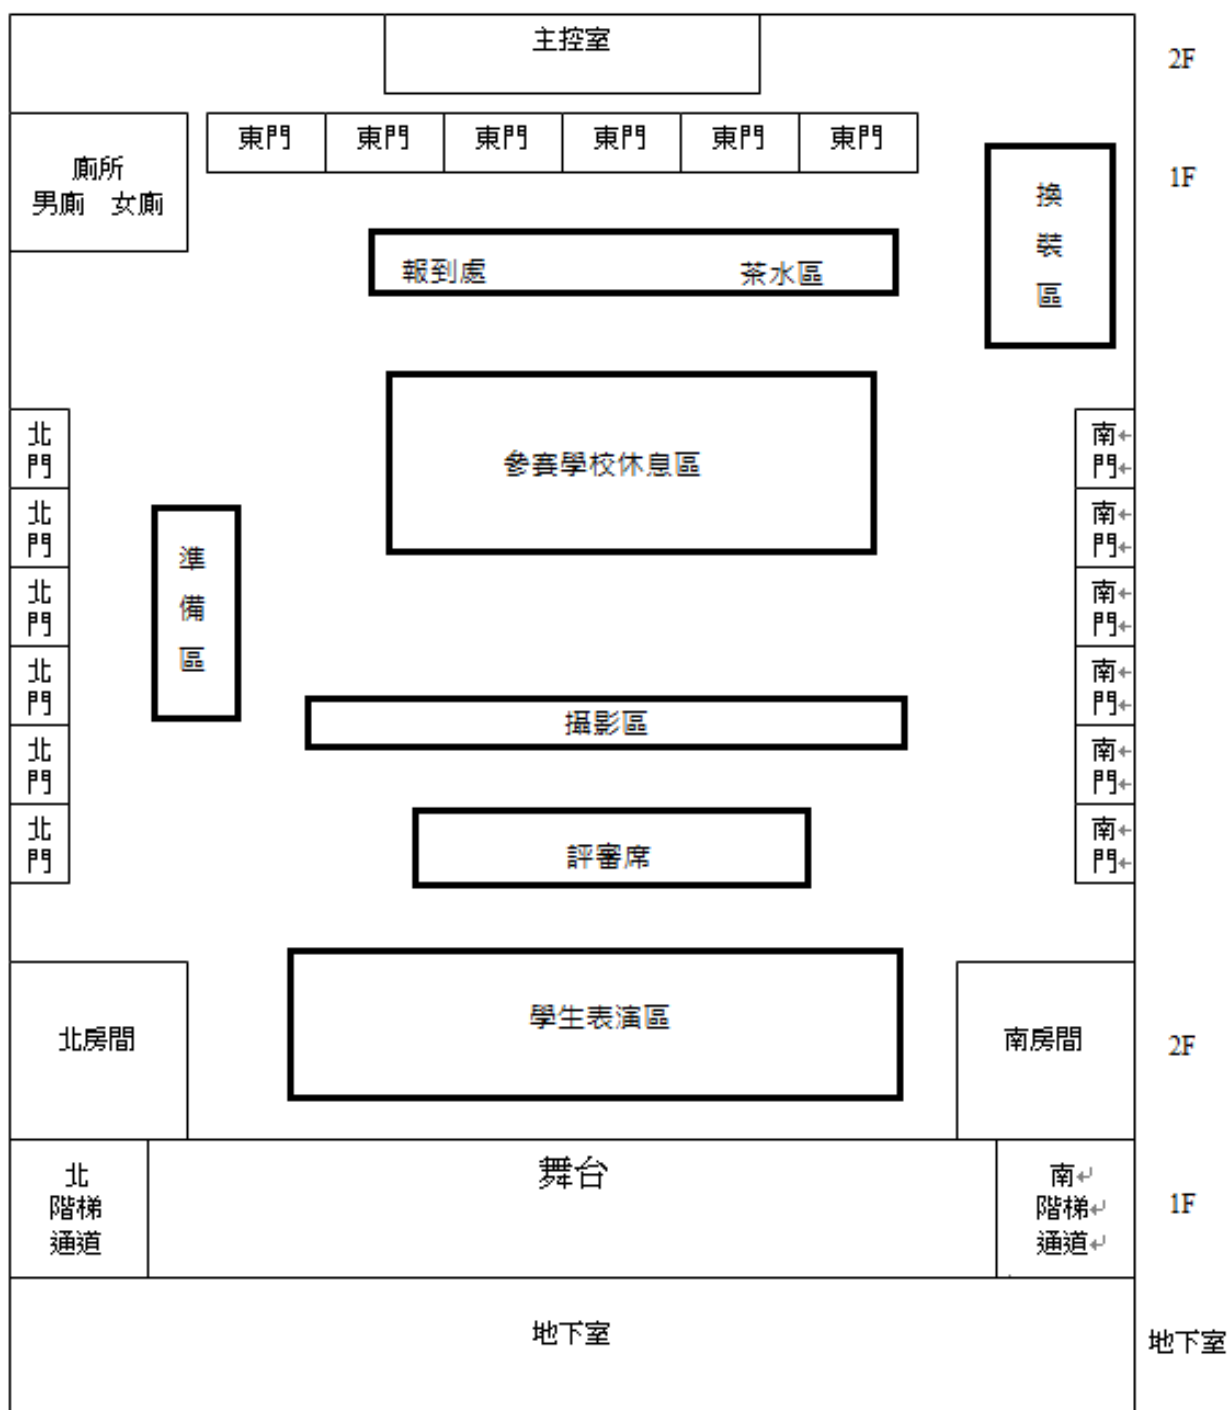 主控室
2F
東門 東門 東門 東門 東門 東門
廁所
男廁 女廁
1F
換
裝
區
報到處 茶水區
參賽學校休息區
北
門
北
門
北
門
北
門
北
門
北
門
南
門
南
門
南
門
南
門
南
門
南
門
準
備
區
攝影區
評審席
學生表演區
北房間
南房間
2F
北
階梯
通道
舞台
南
階梯
通道
1F
地下室
地下室